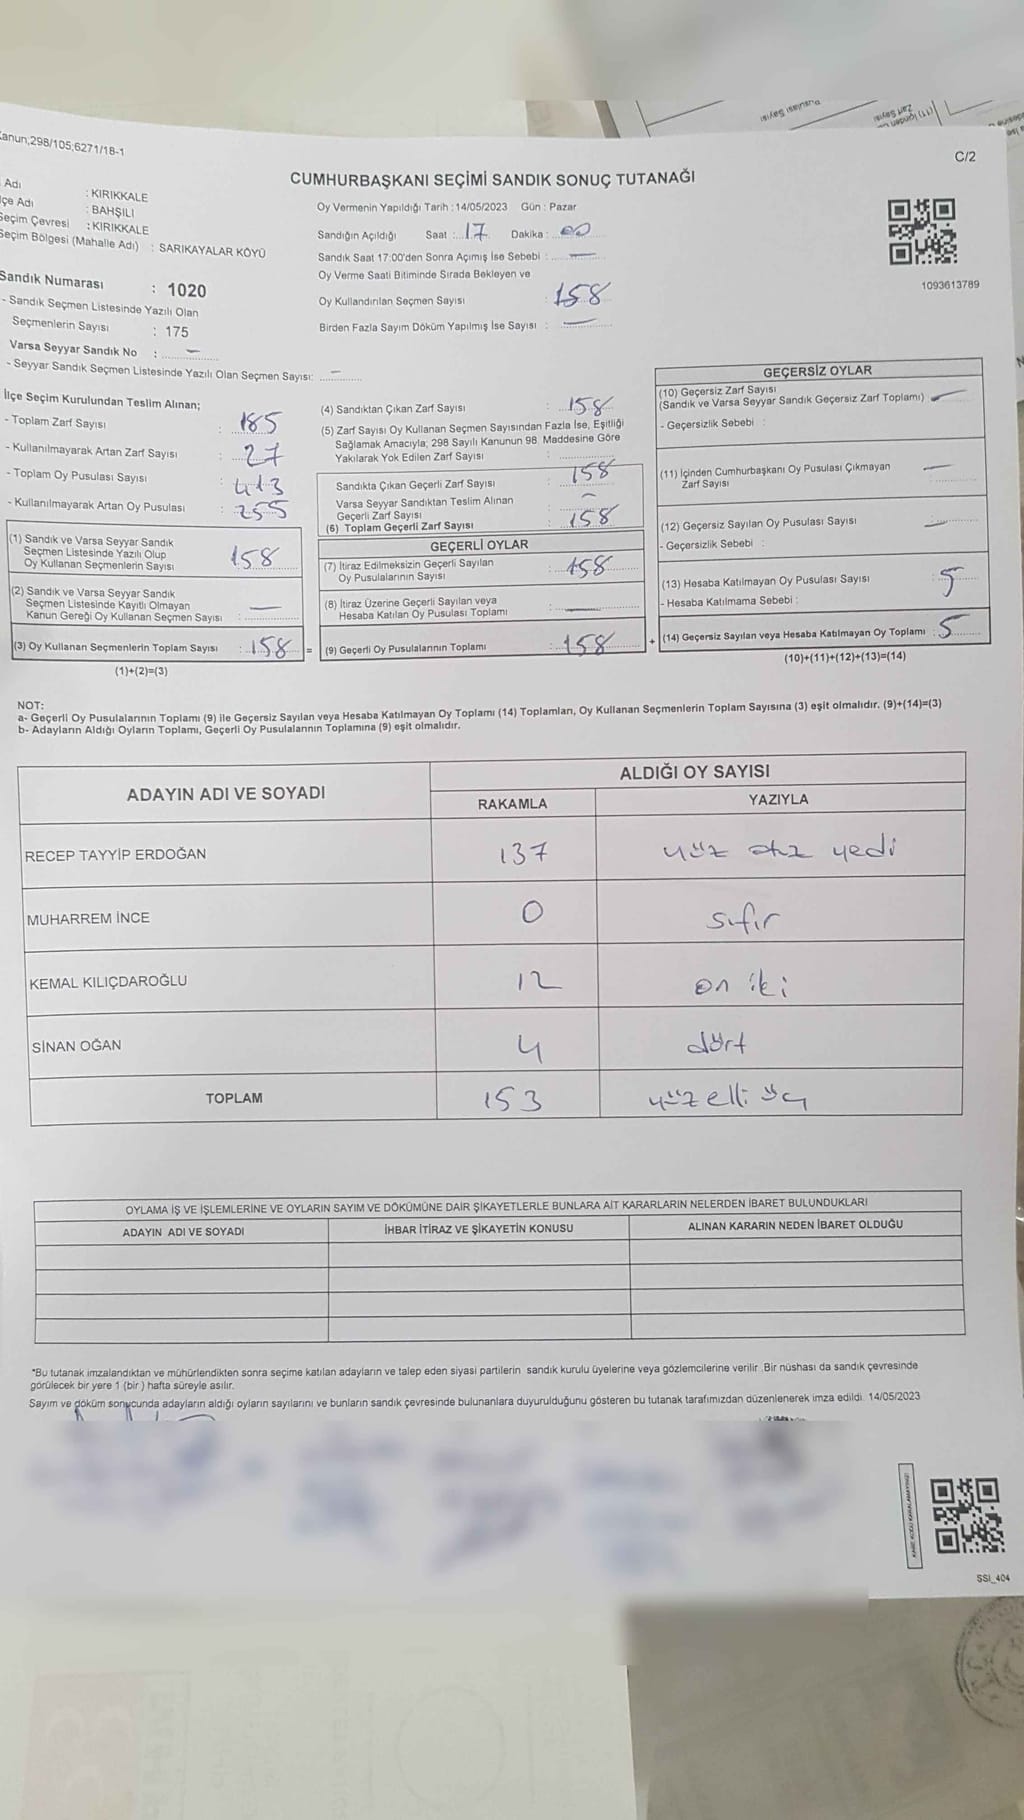 Kanun;298/105;6271/18-1
C/2
CUMHURBAŞKANI SEÇİMİ SANDIK SONUÇ TUTANAĞI
Adı : KIRIKKALE
İlçe Adı : BAHŞILI
Seçim Çevresi : KIRIKKALE
Seçim Bölgesi (Mahalle Adı) : SARIKAYALAR KÖYÜ
Sandık Numarası : 1020
- Sandık Seçmen Listesinde Yazılı Olan
Seçmenlerin Sayısı : 175
Varsa Seyyar Sandık No : –
- Seyyar Sandık Seçmen Listesinde Yazılı Olan Seçmen Sayısı: –
Oy Vermenin Yapıldığı Tarih : 14/05/2023 Gün : Pazar
Sandığın Açıldığı Saat : 17 Dakika : 00
Sandık Saat 17:00'den Sonra Açımış İse Sebebi : –
Oy Verme Saati Bitiminde Sırada Bekleyen ve
Oy Kullandırılan Seçmen Sayısı : 158
Birden Fazla Sayım Döküm Yapılmış İse Sayısı : –
1093613789
İlçe Seçim Kurulundan Teslim Alınan;
- Toplam Zarf Sayısı : 185
- Kullanılmayarak Artan Zarf Sayısı : 27
- Toplam Oy Pusulası Sayısı : 413
- Kullanılmayarak Artan Oy Pusulası : 255
(1) Sandık ve Varsa Seyyar Sandık
Seçmen Listesinde Yazılı Olup
Oy Kullanan Seçmenlerin Sayısı 158
(2) Sandık ve Varsa Seyyar Sandık
Seçmen Listesinde Kayıtlı Olmayan
Kanun Gereği Oy Kullanan Seçmen Sayısı : –
(3) Oy Kullanan Seçmenlerin Toplam Sayısı : 158 =
(1)+(2)=(3)
(4) Sandıktan Çıkan Zarf Sayısı : 158
(5) Zarf Sayısı Oy Kullanan Seçmen Sayısından Fazla İse, Eşitliği
Sağlamak Amacıyla; 298 Sayılı Kanunun 98. Maddesine Göre
Yakılarak Yok Edilen Zarf Sayısı :
Sandıkta Çıkan Geçerli Zarf Sayısı : 158
Varsa Seyyar Sandıktan Teslim Alınan
Geçerli Zarf Sayısı : –
(6) Toplam Geçerli Zarf Sayısı : 158
GEÇERLİ OYLAR
(7) İtiraz Edilmeksizin Geçerli Sayılan
Oy Pusulalarının Sayısı : 158
(8) İtiraz Üzerine Geçerli Sayılan veya
Hesaba Katılan Oy Pusulası Toplamı : –
(9) Geçerli Oy Pusulalarının Toplamı : 158 +
GEÇERSİZ OYLAR
(10) Geçersiz Zarf Sayısı
(Sandık ve Varsa Seyyar Sandık Geçersiz Zarf Toplamı) –
- Geçersizlik Sebebi :
(11) İçinden Cumhurbaşkanı Oy Pusulası Çıkmayan
Zarf Sayısı –
(12) Geçersiz Sayılan Oy Pusulası Sayısı –
- Geçersizlik Sebebi :
(13) Hesaba Katılmayan Oy Pusulası Sayısı : 5
- Hesaba Katılmama Sebebi :
(14) Geçersiz Sayılan veya Hesaba Katılmayan Oy Toplamı : 5
(10)+(11)+(12)+(13)=(14)
NOT:
a- Geçerli Oy Pusulalarının Toplamı (9) ile Geçersiz Sayılan veya Hesaba Katılmayan Oy Toplamı (14) Toplamları, Oy Kullanan Seçmenlerin Toplam Sayısına (3) eşit olmalıdır. (9)+(14)=(3)
b- Adayların Aldığı Oyların Toplamı, Geçerli Oy Pusulalarının Toplamına (9) eşit olmalıdır.
ADAYIN ADI VE SOYADI
ALDIĞI OY SAYISI
RAKAMLA YAZIYLA
RECEP TAYYİP ERDOĞAN 137 yüz otuz yedi
MUHARREM İNCE 0 sıfır
KEMAL KILIÇDAROĞLU 12 on iki
SİNAN OĞAN 4 dört
TOPLAM 153 yüz elli üç
OYLAMA İŞ VE İŞLEMLERİNE VE OYLARIN SAYIM VE DÖKÜMÜNE DAİR ŞİKAYETLERLE BUNLARA AİT KARARLARIN NELERDEN İBARET BULUNDUKLARI
ADAYIN ADI VE SOYADI İHBAR İTİRAZ VE ŞİKAYETİN KONUSU ALINAN KARARIN NEDEN İBARET OLDUĞU
*Bu tutanak imzalandıktan ve mühürlendikten sonra seçime katılan adayların ve talep eden siyasi partilerin sandık kurulu üyelerine veya gözlemcilerine verilir .Bir nüshası da sandık çevresinde
görülecek bir yere 1 (bir ) hafta süreyle asılır.
Sayım ve döküm sonucunda adayların aldığı oyların sayılarını ve bunların sandık çevresinde bulunanlara duyurulduğunu gösteren bu tutanak tarafımızdan düzenlenerek imza edildi. 14/05/2023
KARE KODU KARALAMAYINIZ!
SSI_404